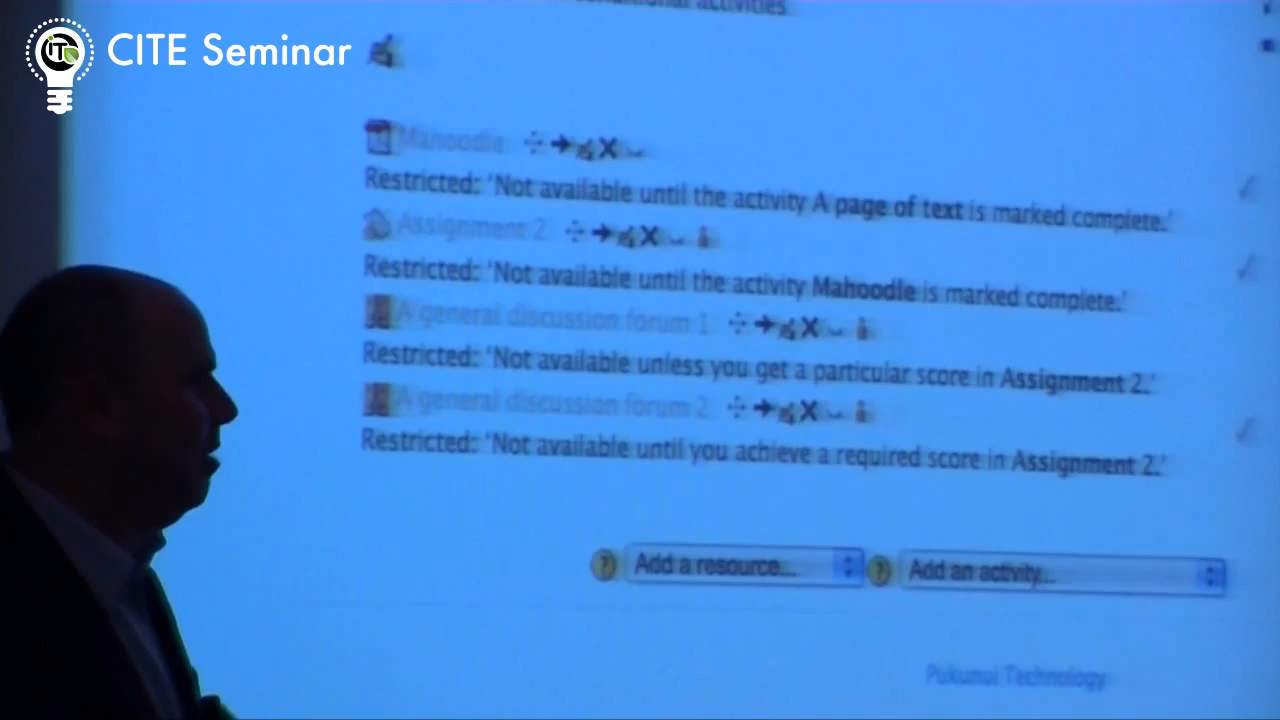 activities
CITE Seminar
Mahoodle
Restricted: 'Not available until the activity A page of text is marked complete.'
Assignment 2
Restricted: 'Not available until the activity Mahoodle is marked complete.'
A general discussion forum 1
Restricted: 'Not available unless you get a particular score in Assignment 2.'
A general discussion forum 2
Restricted: 'Not available until you achieve a required score in Assignment 2.'
? Add a resource... ? Add an activity...
Pukunui Technology